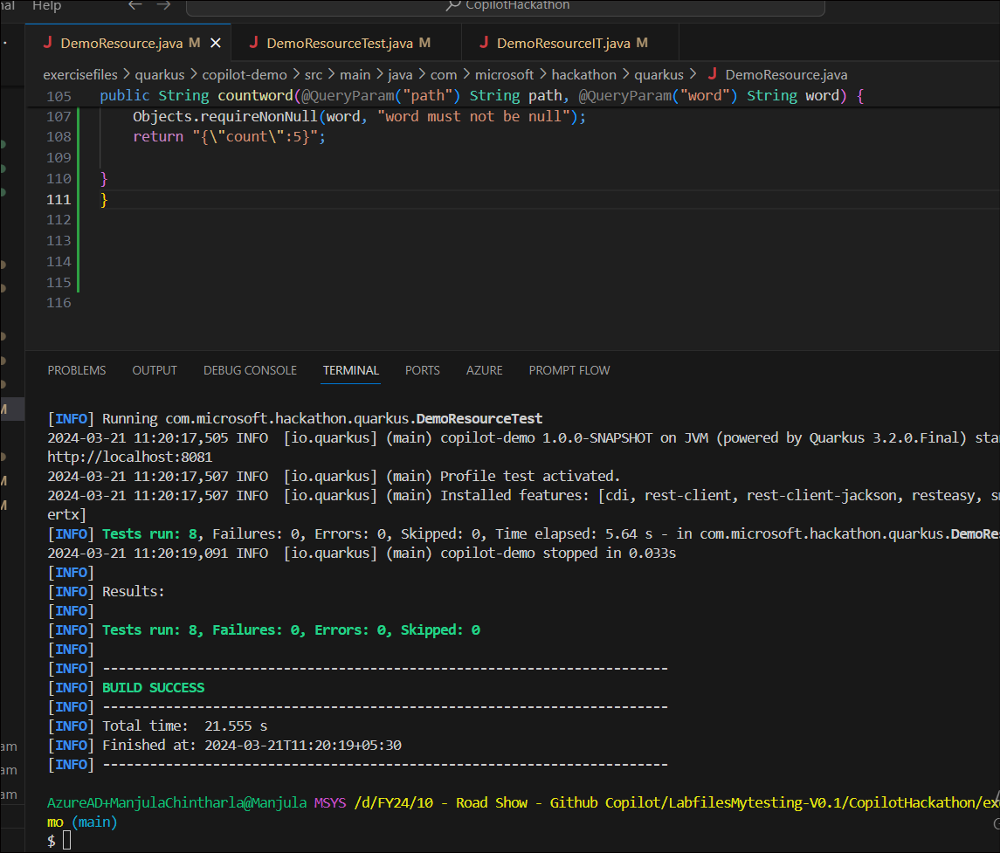 Help
CopilotHackathon
DemoResource.java M
DemoResourceTest.java M
DemoResourceIT.java M
exercisefiles > quarkus > copilot-demo > src > main > java > com > microsoft > hackathon > quarkus > DemoResource.java
105 public String countword(@QueryParam("path") String path, @QueryParam("word") String word) {
107 Objects.requireNonNull(word, "word must not be null");
108 return "{\"count\":5}";
109
110 }
111 }
112
113
114
115
116
PROBLEMS OUTPUT DEBUG CONSOLE TERMINAL PORTS AZURE PROMPT FLOW
[INFO] Running com.microsoft.hackathon.quarkus.DemoResourceTest
2024-03-21 11:20:17,505 INFO [io.quarkus] (main) copilot-demo 1.0.0-SNAPSHOT on JVM (powered by Quarkus 3.2.0.Final) sta
http://localhost:8081
2024-03-21 11:20:17,507 INFO [io.quarkus] (main) Profile test activated.
2024-03-21 11:20:17,507 INFO [io.quarkus] (main) Installed features: [cdi, rest-client, rest-client-jackson, resteasy, s
ertx]
[INFO] Tests run: 8, Failures: 0, Errors: 0, Skipped: 0, Time elapsed: 5.64 s - in com.microsoft.hackathon.quarkus.DemoRe
2024-03-21 11:20:19,091 INFO [io.quarkus] (main) copilot-demo stopped in 0.033s
[INFO]
[INFO] Results:
[INFO]
[INFO] Tests run: 8, Failures: 0, Errors: 0, Skipped: 0
[INFO]
[INFO] ------------------------------------------------------------------------
[INFO] BUILD SUCCESS
[INFO] ------------------------------------------------------------------------
[INFO] Total time: 21.555 s
[INFO] Finished at: 2024-03-21T11:20:19+05:30
[INFO] ------------------------------------------------------------------------
AzureAD+ManjulaChintharla@Manjula MSYS /d/FY24/10 - Road Show - Github Copilot/LabfilesMytesting-V0.1/CopilotHackathon/ex
mo (main)
$